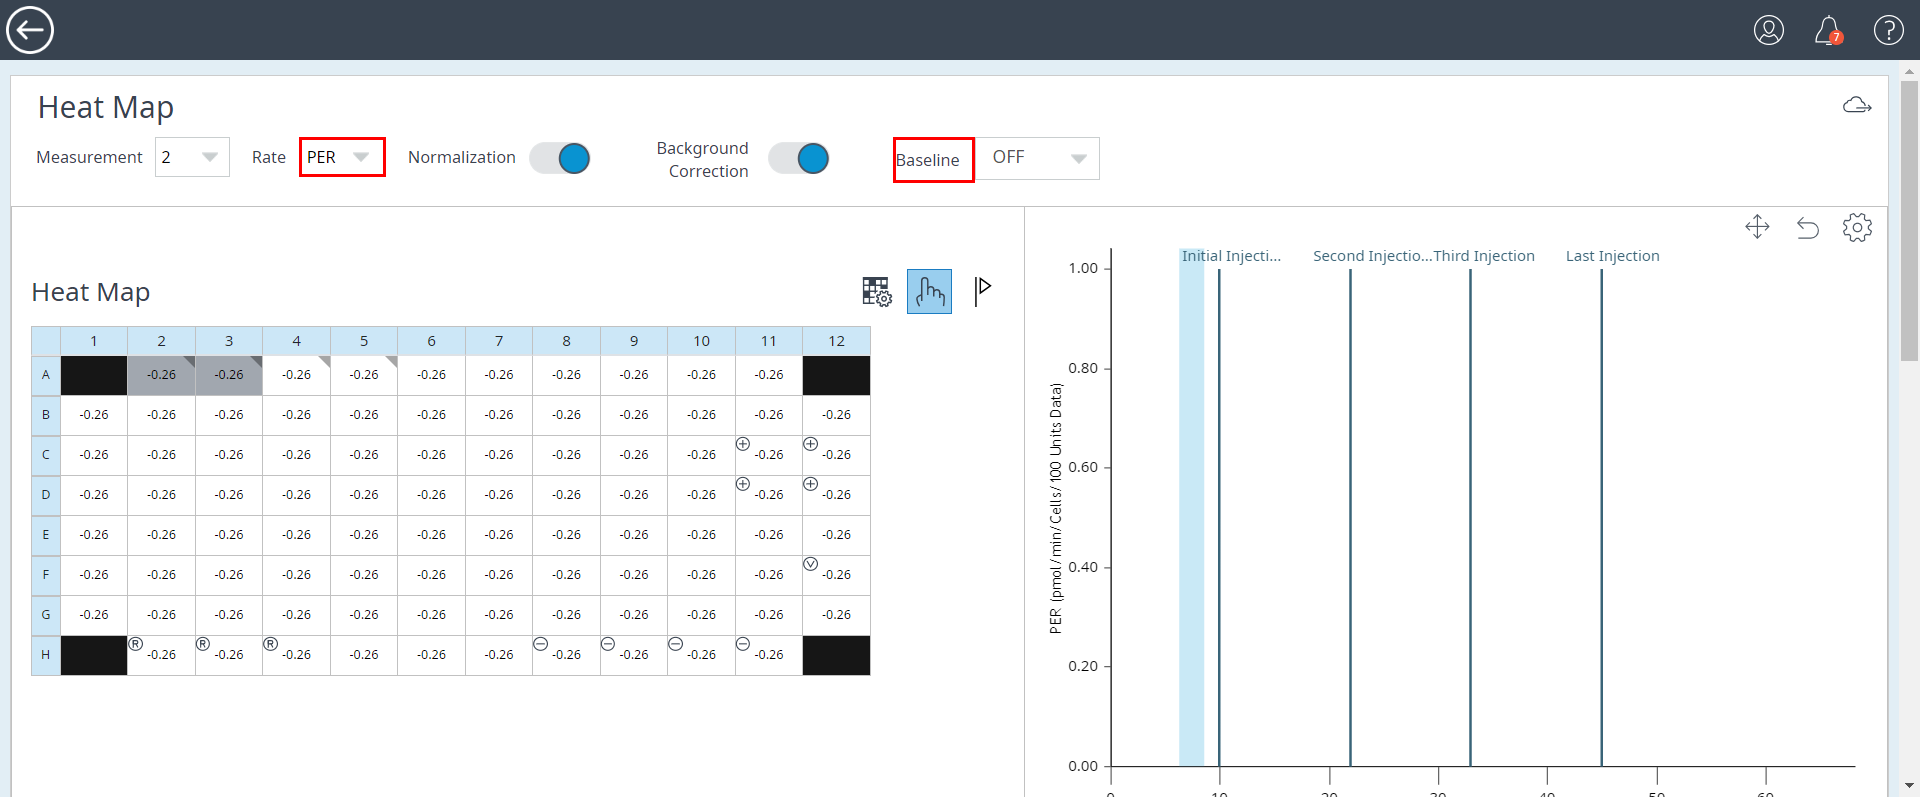 7
Heat Map
Measurement 2 Rate PER Normalization Background Correction Baseline OFF
Heat Map
1 2 3 4 5 6 7 8 9 10 11 12
A -0.26 -0.26 -0.26 -0.26 -0.26 -0.26 -0.26 -0.26 -0.26 -0.26
B -0.26 -0.26 -0.26 -0.26 -0.26 -0.26 -0.26 -0.26 -0.26 -0.26 -0.26 -0.26
C -0.26 -0.26 -0.26 -0.26 -0.26 -0.26 -0.26 -0.26 -0.26 -0.26 -0.26 -0.26
D -0.26 -0.26 -0.26 -0.26 -0.26 -0.26 -0.26 -0.26 -0.26 -0.26 -0.26 -0.26
E -0.26 -0.26 -0.26 -0.26 -0.26 -0.26 -0.26 -0.26 -0.26 -0.26 -0.26 -0.26
F -0.26 -0.26 -0.26 -0.26 -0.26 -0.26 -0.26 -0.26 -0.26 -0.26 -0.26 V -0.26
G -0.26 -0.26 -0.26 -0.26 -0.26 -0.26 -0.26 -0.26 -0.26 -0.26 -0.26 -0.26
H R -0.26 R -0.26 R -0.26 -0.26 -0.26 -0.26 -0.26 -0.26 -0.26 -0.26
Initial Injecti... Second Injectio... Third Injection Last Injection
PER (pmol/min/Cells/100 Units Data)
1.00
0.80
0.60
0.40
0.20
0.00
0 10 20 30 40 50 60